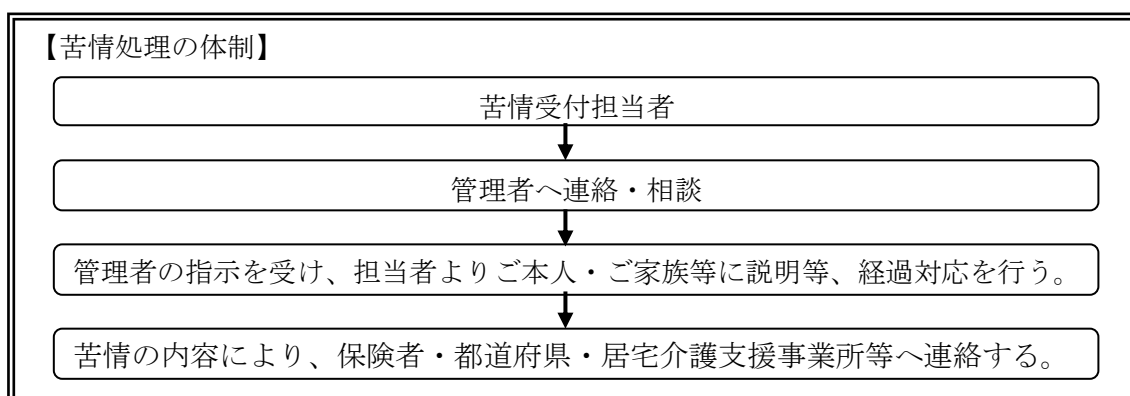 【苦情処理の体制】
苦情受付担当者
管理者へ連絡・相談
管理者の指示を受け、担当者よりご本人・ご家族等に説明等、経過対応を行う。
苦情の内容により、保険者・都道府県・居宅介護支援事業所等へ連絡する。